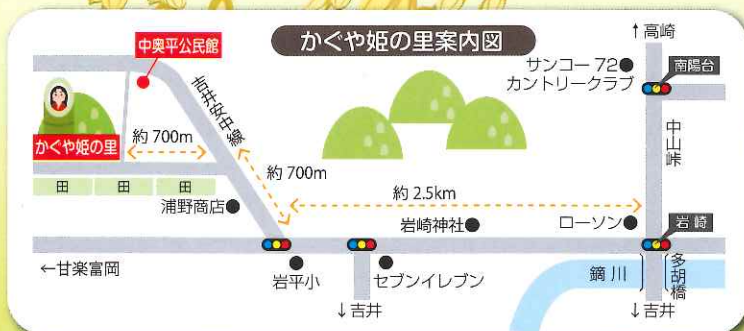 かぐや姫の里案内図
↑高崎
中奥平公民館
サンコー72
カントリークラブ
南陽台
吉井安中線
中山峠
かぐや姫の里
約700m
約700m
田 田 田
約2.5km
浦野商店
岩崎神社
ローソン
岩崎
←甘楽富岡
岩平小
セブンイレブン
鏑川
多胡橋
↓吉井
↓吉井